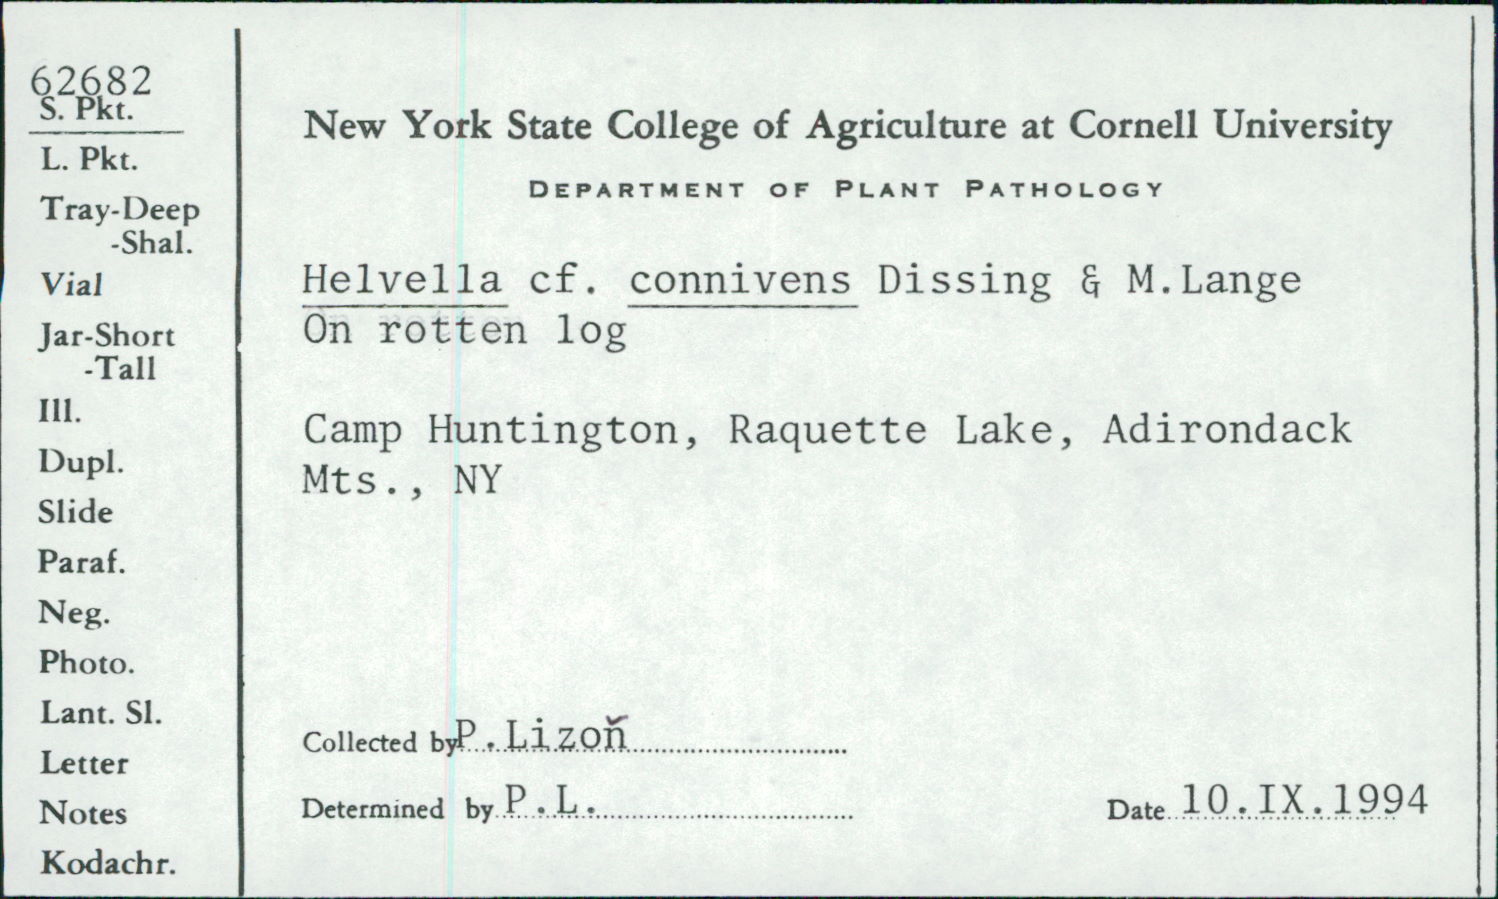 62682
S. Pkt.
L. Pkt.
Tray-Deep
-Shal.
Vial
Jar-Short
-Tall
Ill.
Dupl.
Slide
Paraf.
Neg.
Photo.
Lant. Sl.
Letter
Notes
Kodachr.
New York State College of Agriculture at Cornell University
DEPARTMENT OF PLANT PATHOLOGY
Helvella cf. connivens Dissing & M.Lange
On rotten log
Camp Huntington, Raquette Lake, Adirondack
Mts., NY
Collected by P.Lizoň
Determined by P.L.
Date 10.IX.1994